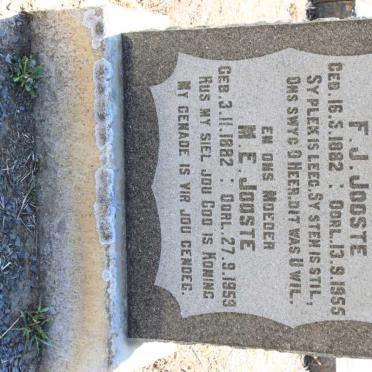 F J JOOSTE
GEB. 16.5.1882 : OORL. 13.9.1955
SY PLEK IS LEEG, SY STEM IS STIL,
ONS SWYG O HEER, DIT WAS U WIL,
EN ONS MOEDER
M. E. JOOSTE
GEB. 3.11.1882 : OORL. 27.9.1959
RUS MY SIEL JOU GOD IS KONING
MY GENADE IS VIR JOU GENOEG.